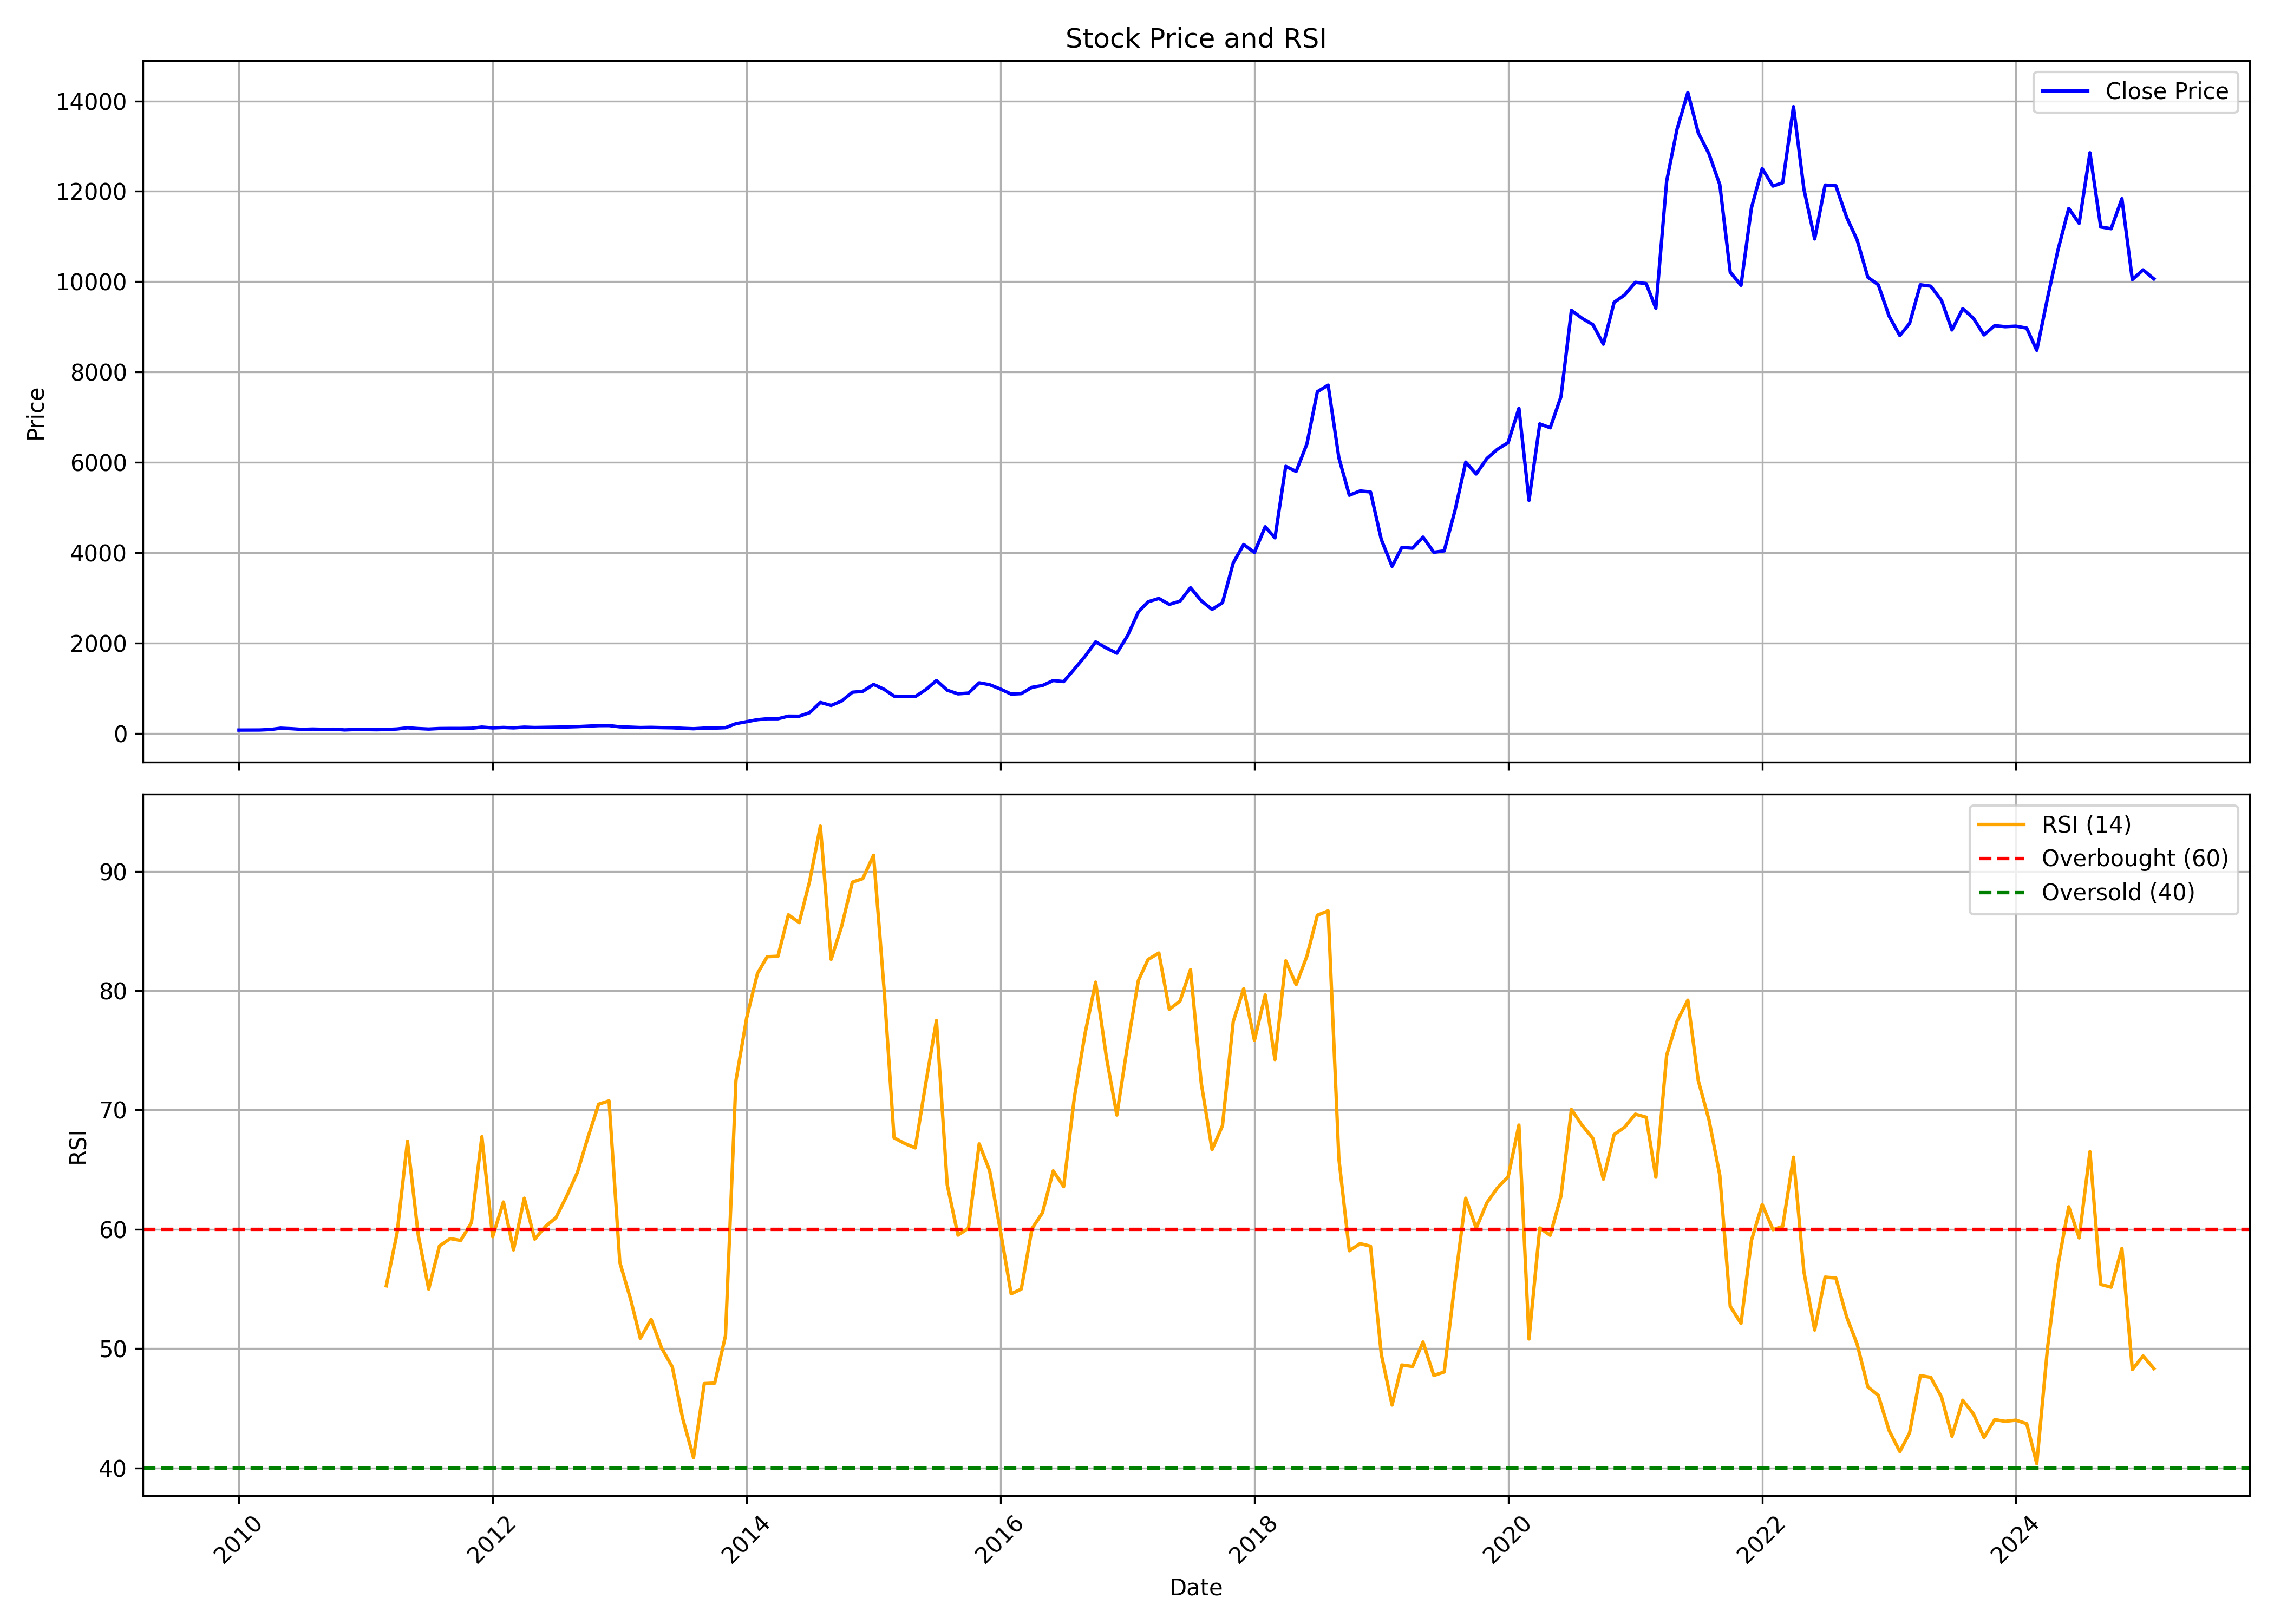 Stock Price and RSI
Close Price
14000
12000
10000
8000
6000
4000
2000
0
Price
RSI (14)
Overbought (60)
Oversold (40)
90
80
70
60
50
40
RSI
2010 2012 2014 2016 2018 2020 2022 2024
Date